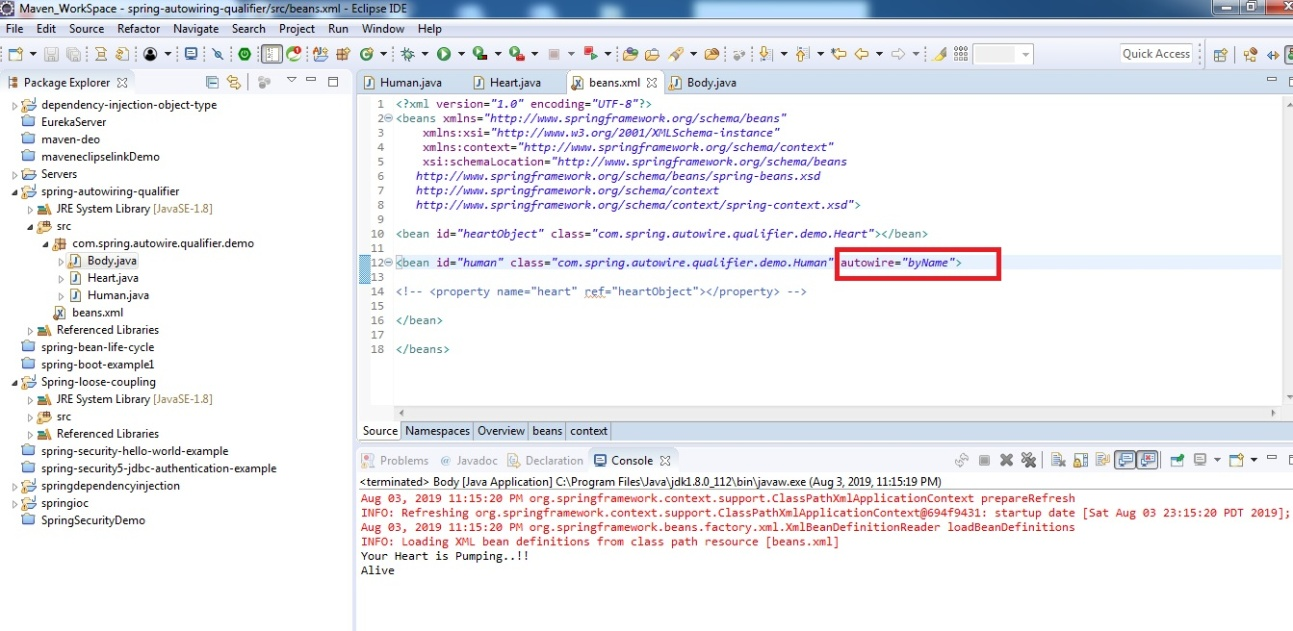 Maven_WorkSpace - spring-autowiring-qualifier/src/beans.xml - Eclipse IDE
File Edit Source Refactor Navigate Search Project Run Window Help
Quick Access
Package Explorer
dependency-injection-object-type
EurekaServer
maven-deo
maveneclipselinkDemo
Servers
spring-autowiring-qualifier
JRE System Library [JavaSE-1.8]
src
com.spring.autowire.qualifier.demo
Body.java
Heart.java
Human.java
beans.xml
Referenced Libraries
spring-bean-life-cycle
spring-boot-example1
Spring-loose-coupling
JRE System Library [JavaSE-1.8]
src
Referenced Libraries
spring-security-hello-world-example
spring-security5-jdbc-authentication-example
springdependencyinjection
springioc
SpringSecurityDemo
Human.java Heart.java beans.xml Body.java
1 <?xml version="1.0" encoding="UTF-8"?>
2 <beans xmlns="http://www.springframework.org/schema/beans"
3 xmlns:xsi="http://www.w3.org/2001/XMLSchema-instance"
4 xmlns:context="http://www.springframework.org/schema/context"
5 xsi:schemaLocation="http://www.springframework.org/schema/beans
6 http://www.springframework.org/schema/beans/spring-beans.xsd
7 http://www.springframework.org/schema/context
8 http://www.springframework.org/schema/context/spring-context.xsd">
9
10 <bean id="heartObject" class="com.spring.autowire.qualifier.demo.Heart"></bean>
11
12 <bean id="human" class="com.spring.autowire.qualifier.demo.Human" autowire="byName">
13
14 <!-- <property name="heart" ref="heartObject"></property> -->
15
16 </bean>
17
18 </beans>
Source Namespaces Overview beans context
Problems Javadoc Declaration Console
<terminated> Body [Java Application] C:\Program Files\Java\jdk1.8.0_112\bin\javaw.exe (Aug 3, 2019, 11:15:19 PM)
Aug 03, 2019 11:15:20 PM org.springframework.context.support.ClassPathXmlApplicationContext prepareRefresh
INFO: Refreshing org.springframework.context.support.ClassPathXmlApplicationContext@694f9431: startup date [Sat Aug 03 23:15:20 PDT 2019];
Aug 03, 2019 11:15:20 PM org.springframework.beans.factory.xml.XmlBeanDefinitionReader loadBeanDefinitions
INFO: Loading XML bean definitions from class path resource [beans.xml]
Your Heart is Pumping..!!
Alive